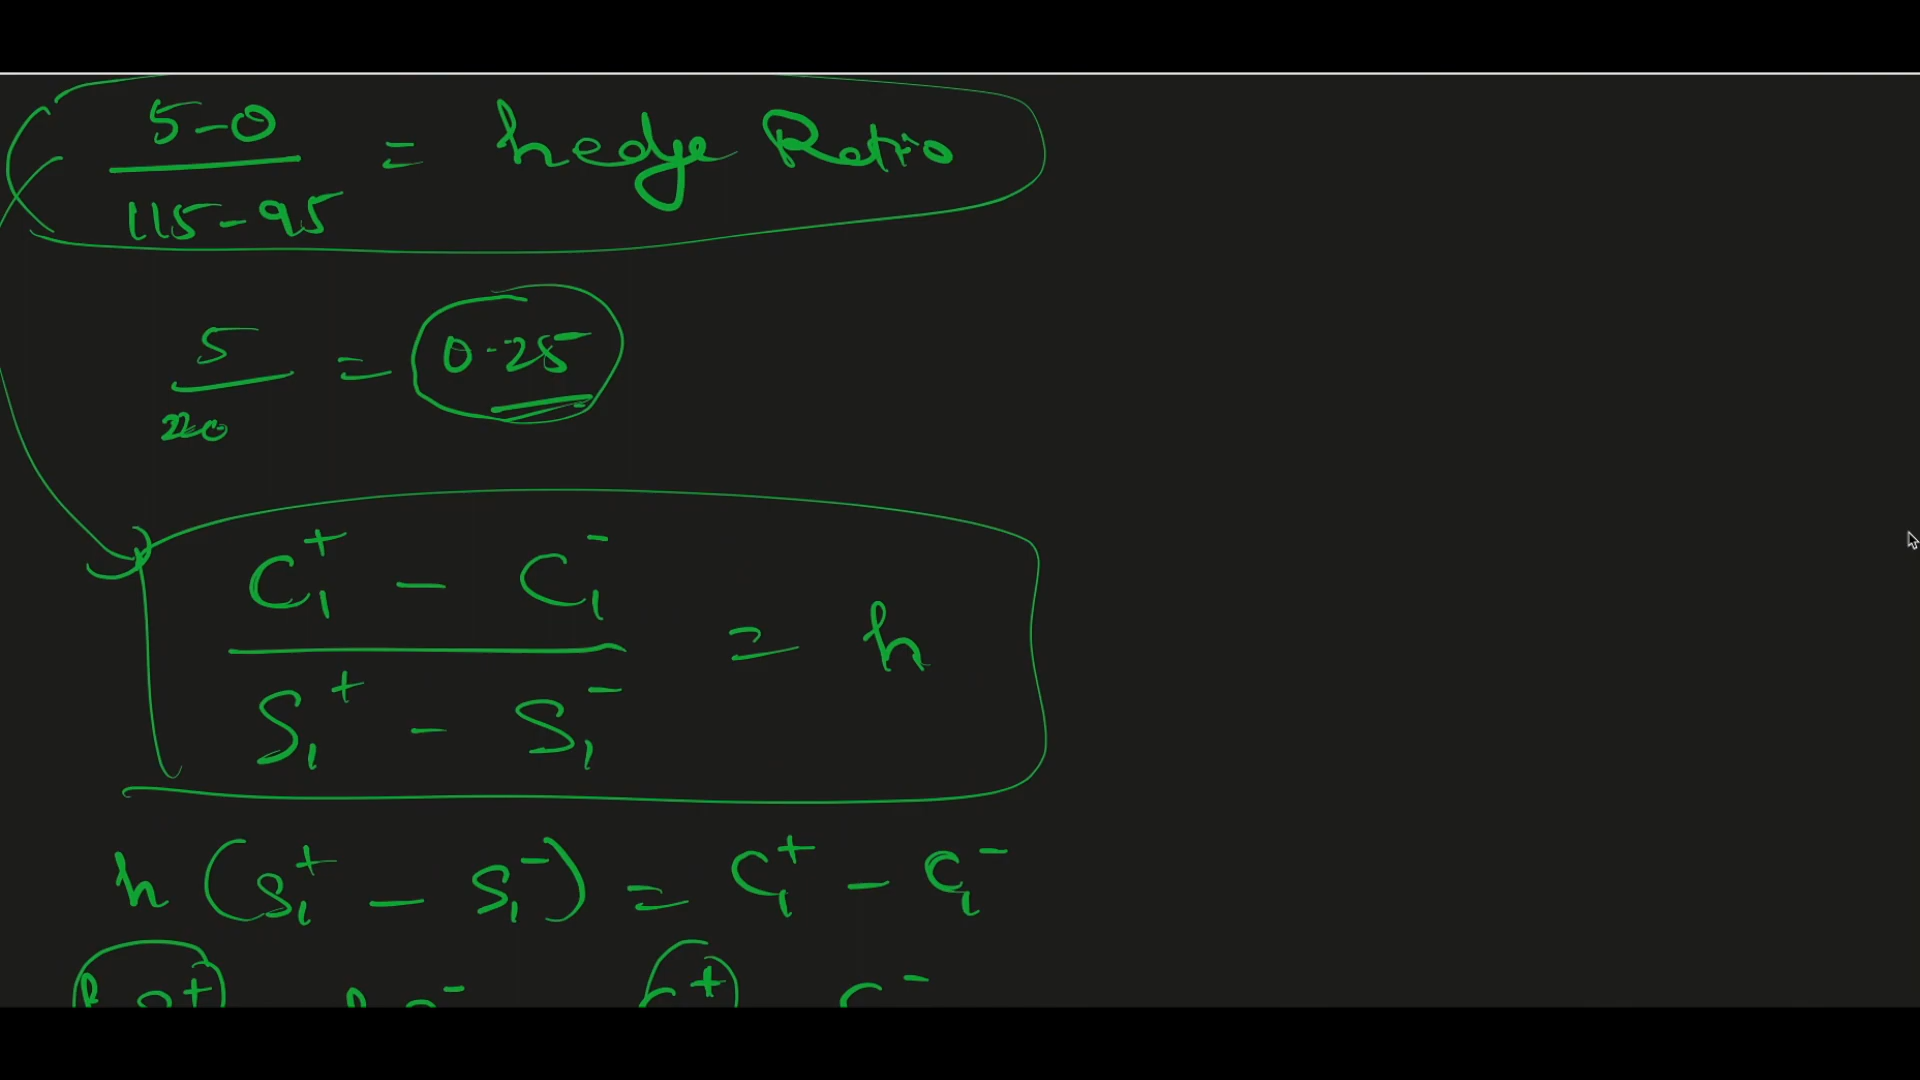 5-0 / 115-95 = hedge Ratio
5 / 20 = 0.25
C₁⁺ - C₁⁻ / S₁⁺ - S₁⁻ = h
h (S₁⁺ - S₁⁻) = C₁⁺ - C₁⁻